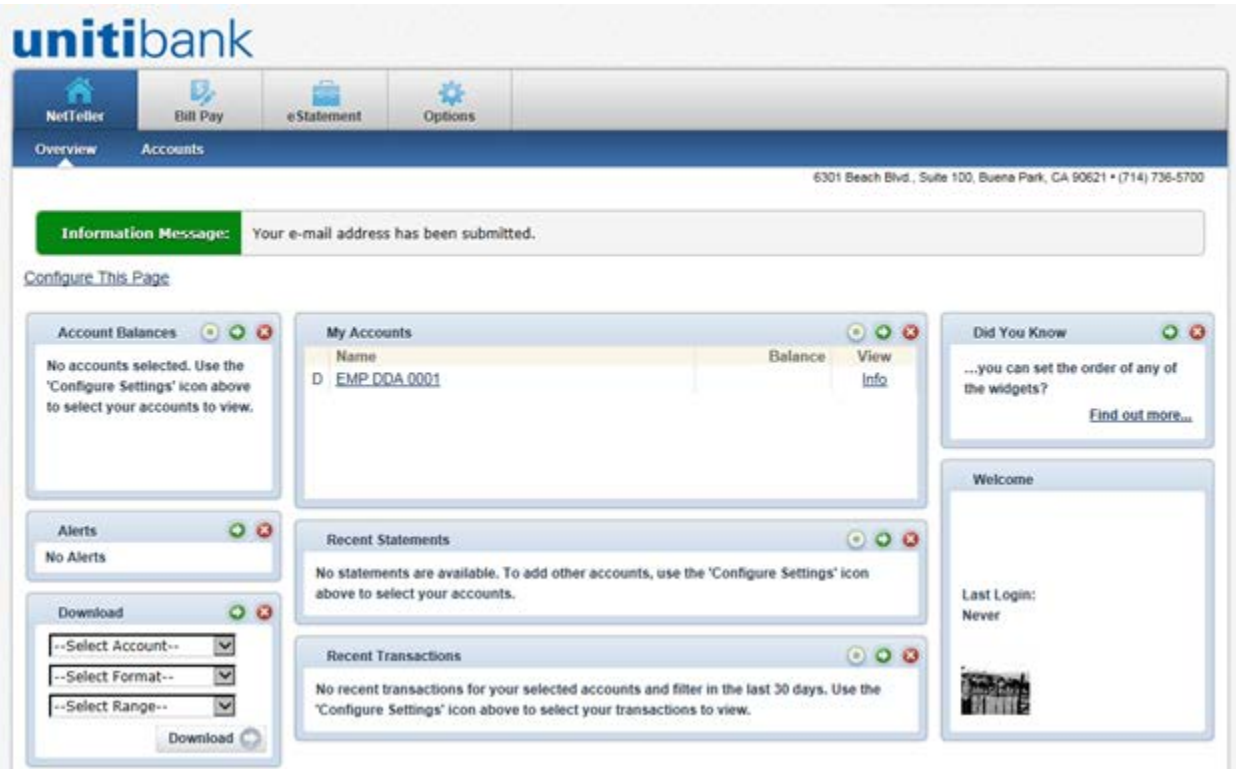 unitibank
NetTeller
Bill Pay
eStatement
Options
Overview
Accounts
6301 Beach Blvd., Suite 100, Buena Park, CA 90621 • (714) 736-5700
Information Message:
Your e-mail address has been submitted.
Configure This Page
Account Balances
No accounts selected. Use the
'Configure Settings' icon above
to select your accounts to view.
Alerts
No Alerts
Download
--Select Account--
--Select Format--
--Select Range--
Download
My Accounts
Name Balance View
D EMP DDA 0001 Info
Recent Statements
No statements are available. To add other accounts, use the 'Configure Settings' icon
above to select your accounts.
Recent Transactions
No recent transactions for your selected accounts and filter in the last 30 days. Use the
'Configure Settings' icon above to select your transactions to view.
Did You Know
...you can set the order of any of
the widgets?
Find out more...
Welcome
Last Login:
Never